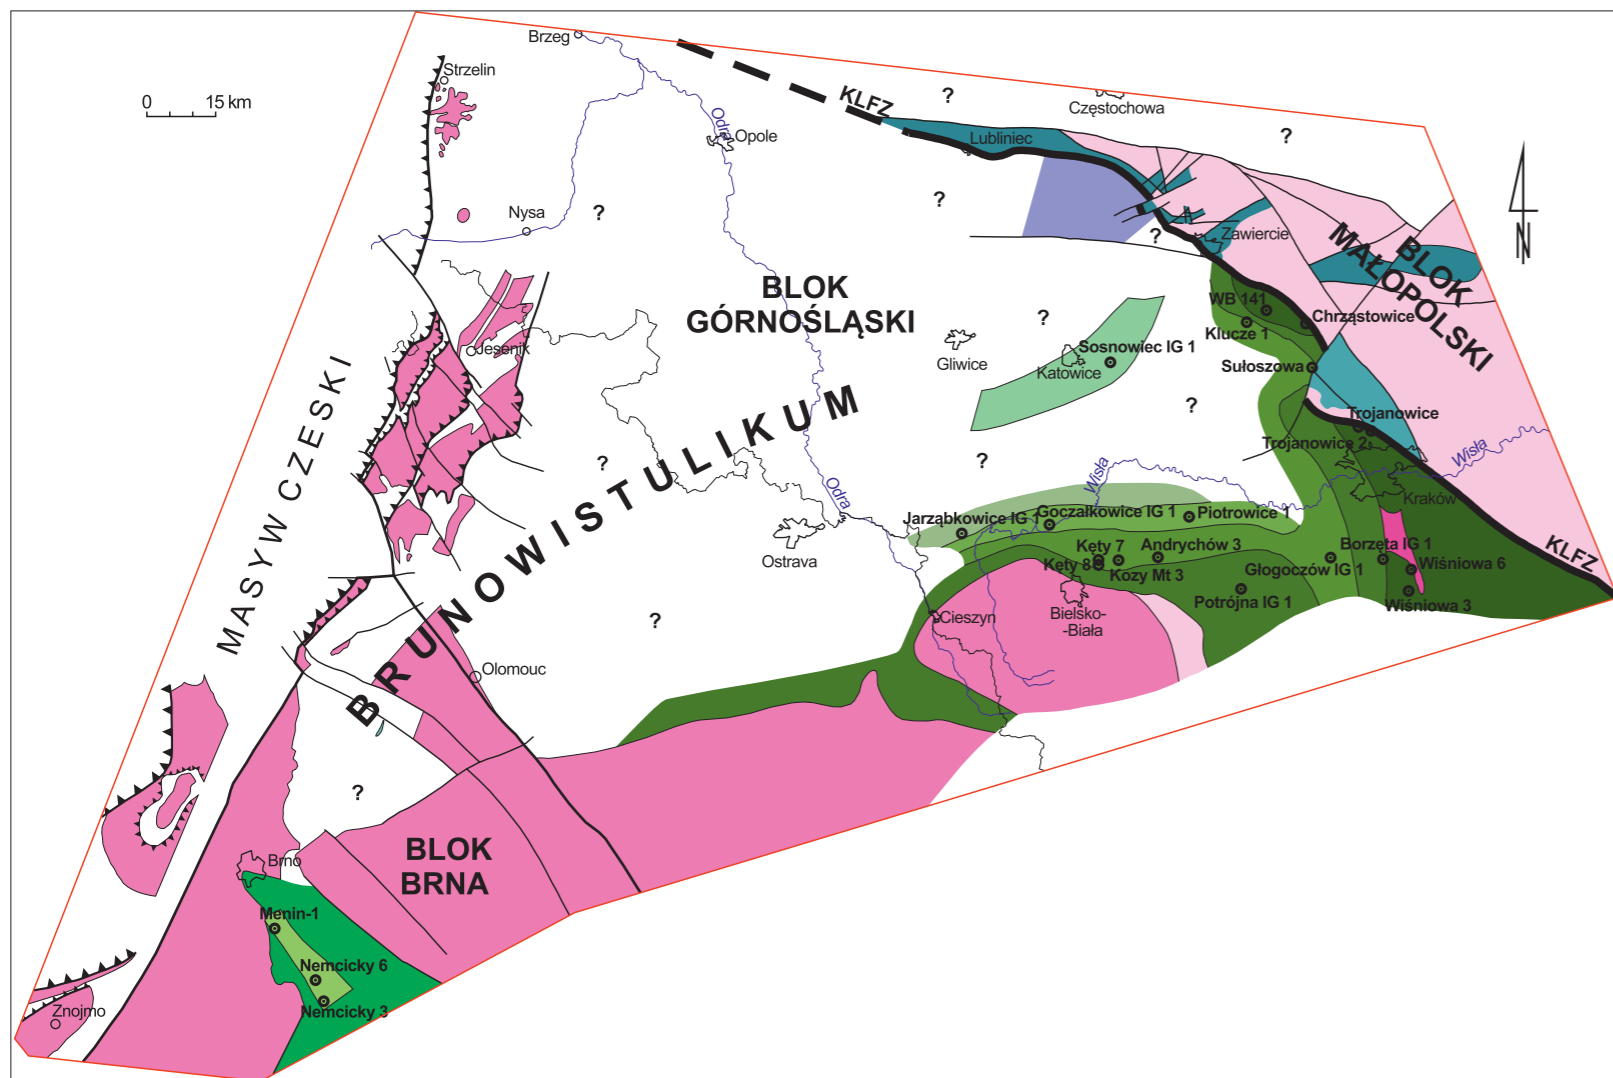 Brzeg
Strzelin
0 15 km
KLFZ
?
Częstochowa
Odra
Opole
Lubliniec
?
?
Nysa
?
?
Zawiercie
BLOK
MAŁOPOLSKI
N
BLOK
GÓRNOŚLĄSKI
WB 141
Chrząstowice
Klucze 1
?
Jesenik
Gliwice
Sosnowiec IG 1
Katowice
Sułoszowa
MASYW CZESKI
BRUNOWISTULIKUM
?
Trojanowice
Trojanowice 2
Wisła
?
?
Wisła
Odra
Kraków
Jarząbkowice IG 1
Goczałkowice IG 1
Piotrowice 1
Ostrava
Kęty 7
Andrychów 3
Borzęta IG 1
KLFZ
Kęty 8
Kozy Mt 3
Głogoczów IG 1
Wiśniowa 6
Potrójna IG 1
Wiśniowa 3
Cieszyn
Bielsko-
-Biała
?
Olomouc
?
BLOK
BRNA
Brno
Menin-1
Nemcicky 6
Nemcicky 3
Znojmo